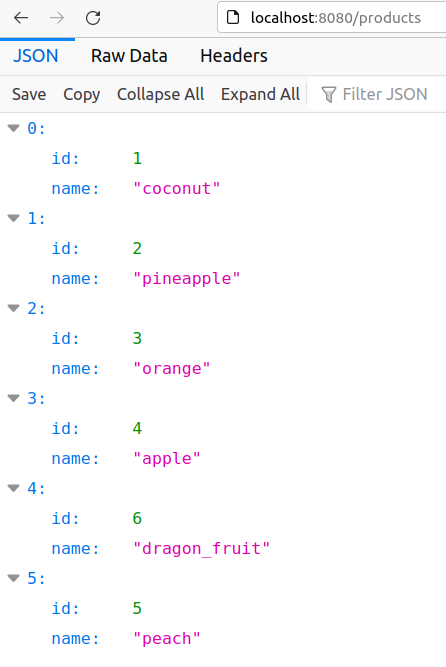 localhost:8080/products
JSON Raw Data Headers
Save Copy Collapse All Expand All Filter JSON
0:
id: 1
name: "coconut"
1:
id: 2
name: "pineapple"
2:
id: 3
name: "orange"
3:
id: 4
name: "apple"
4:
id: 6
name: "dragon_fruit"
5:
id: 5
name: "peach"